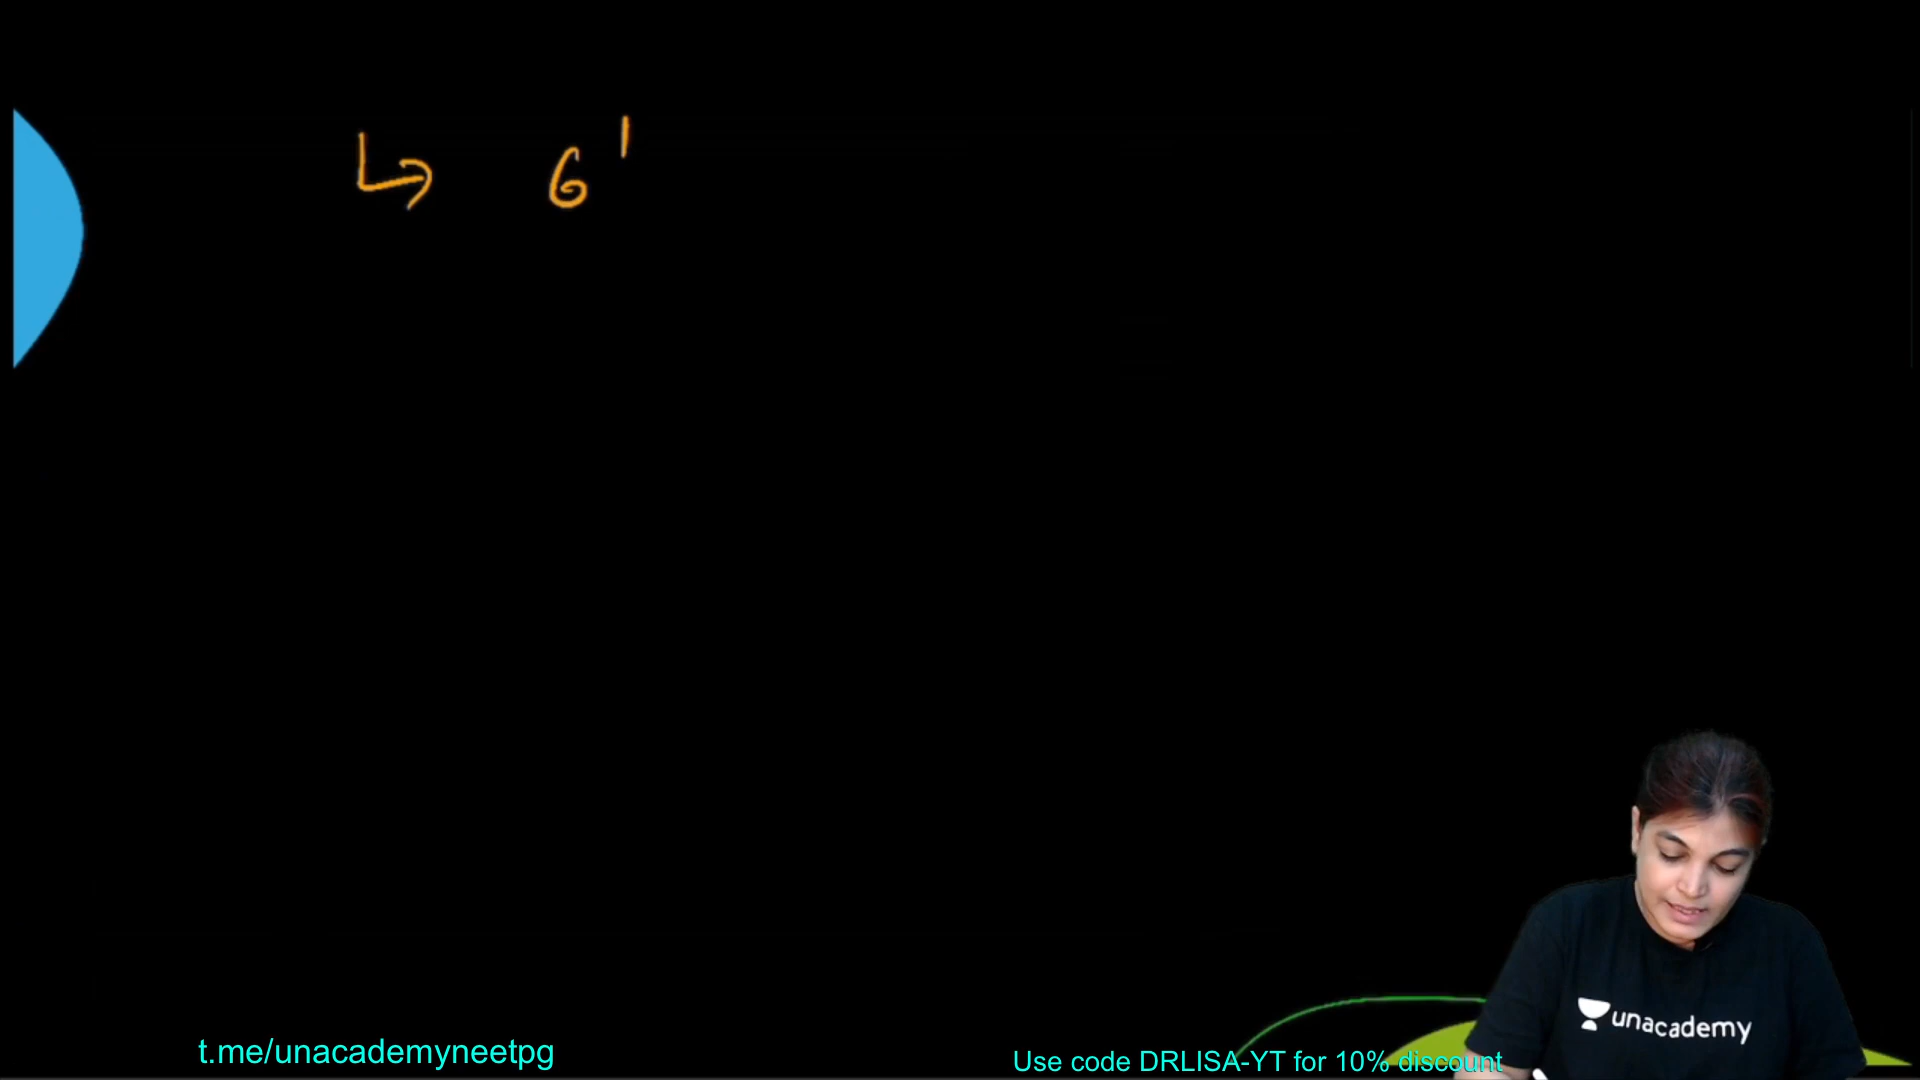 ↳ 6'
unacademy
t.me/unacademyneetpg
Use code DRLISA-YT for 10% discount